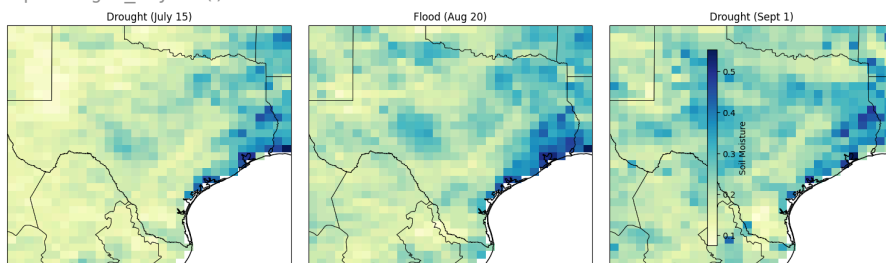 Drought (July 15)
Flood (Aug 20)
Drought (Sept 1)
0.5
0.4
0.3
0.2
0.1
Soil Moisture